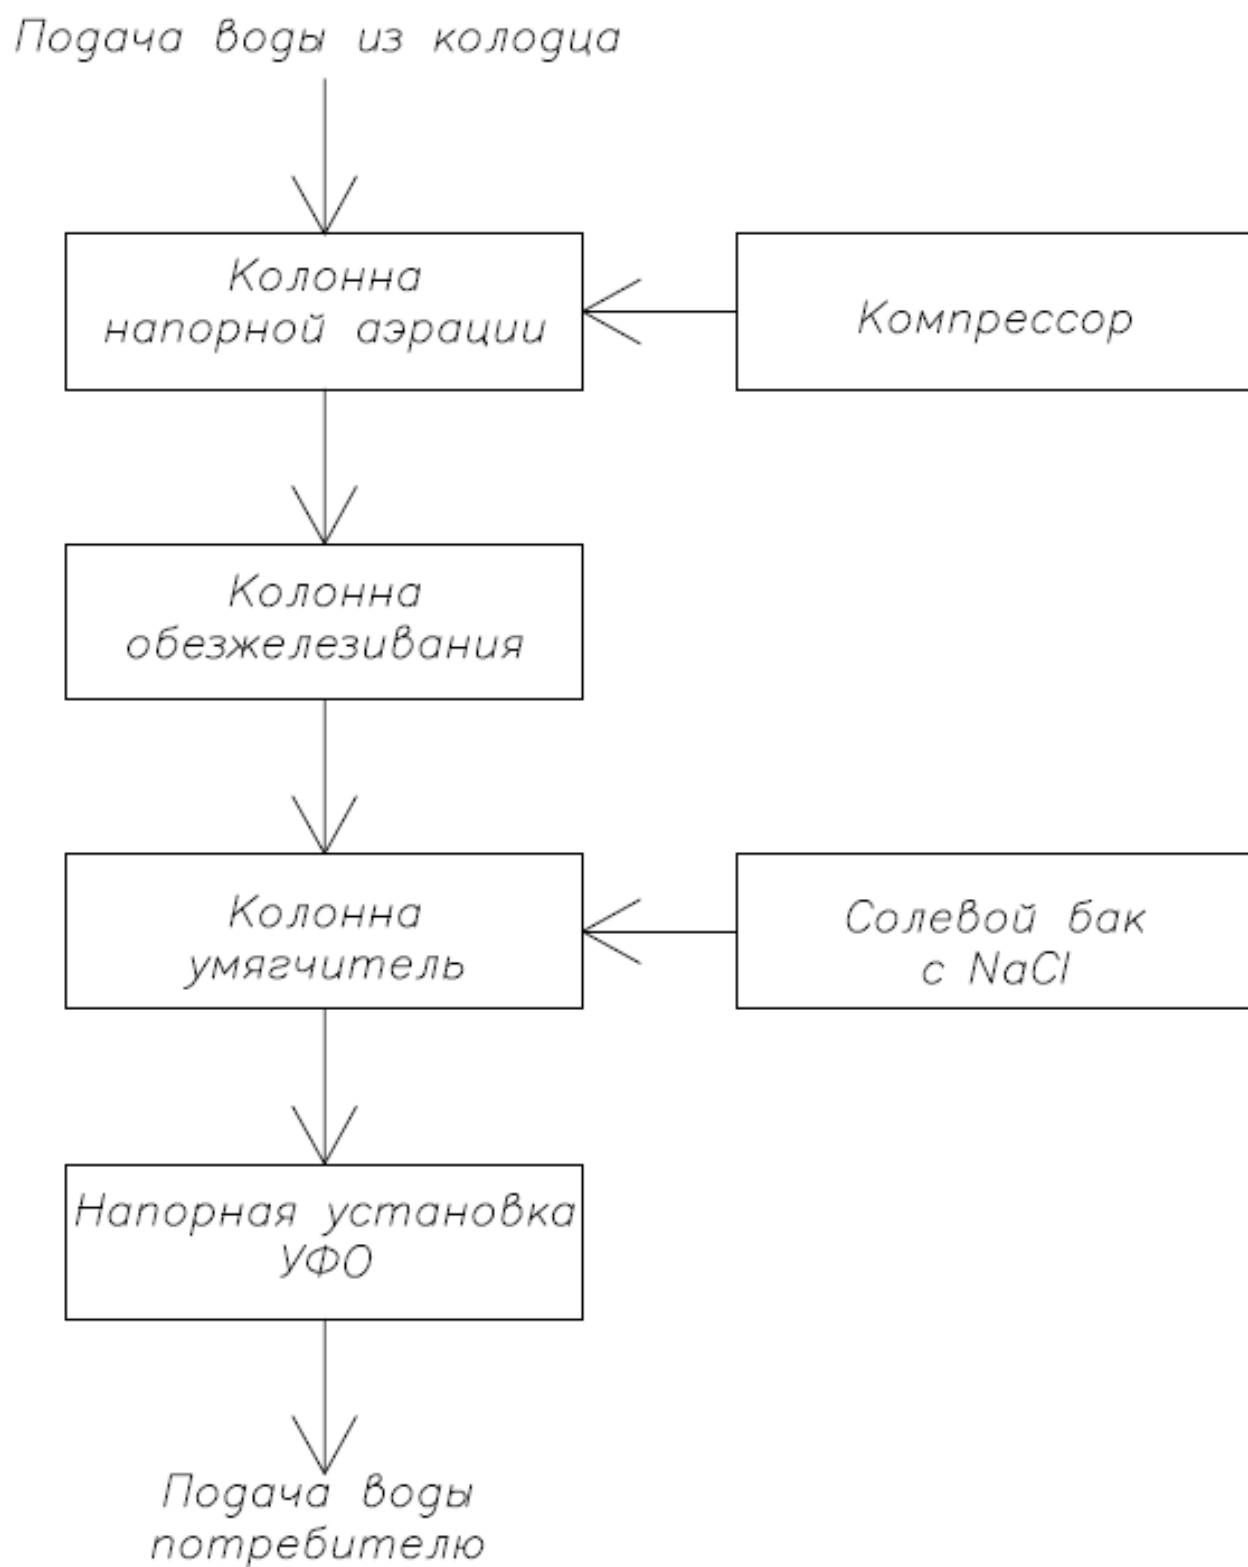 Подача воды из колодца
Колонна
напорной аэрации
Компрессор
Колонна
обезжелезивания
Колонна
умягчитель
Солевой бак
с NaCl
Напорная установка
УФО
Подача воды
потребителю